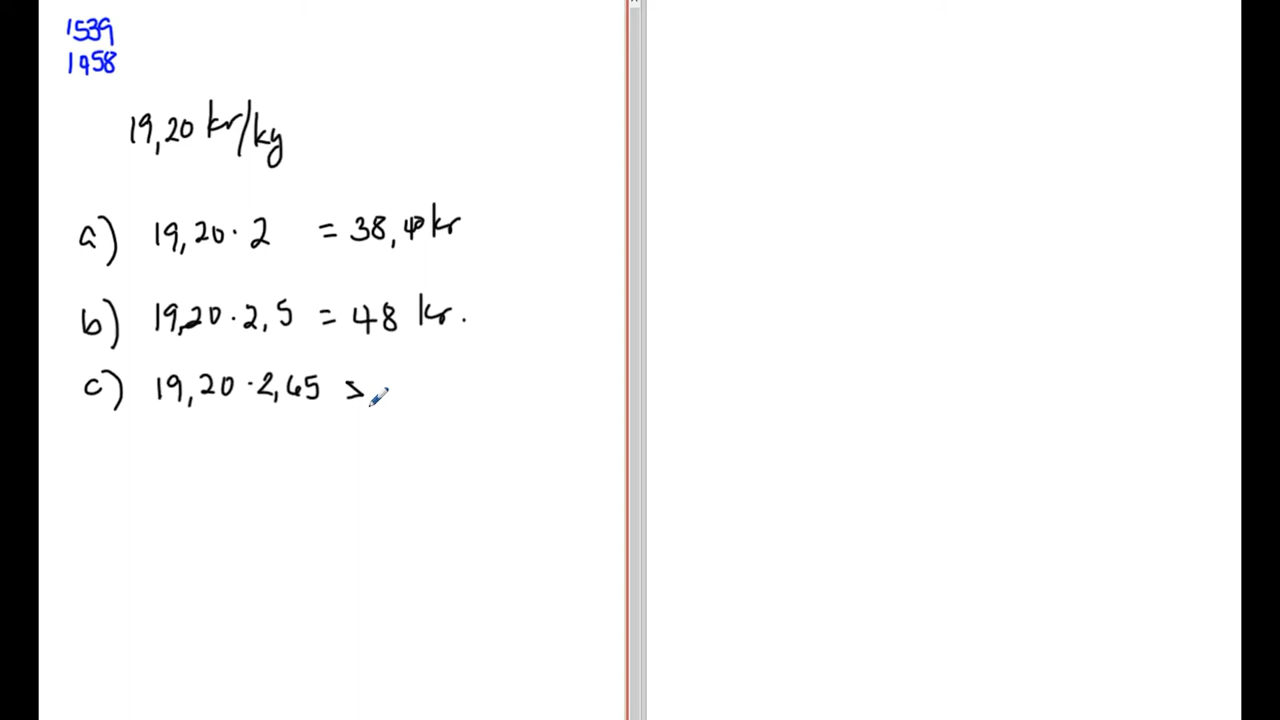 1539
1958
19,20 kr/kg
a) 19,20 · 2 = 38,40 kr
b) 19,20 · 2,5 = 48 kr.
c) 19,20 · 2,65 >